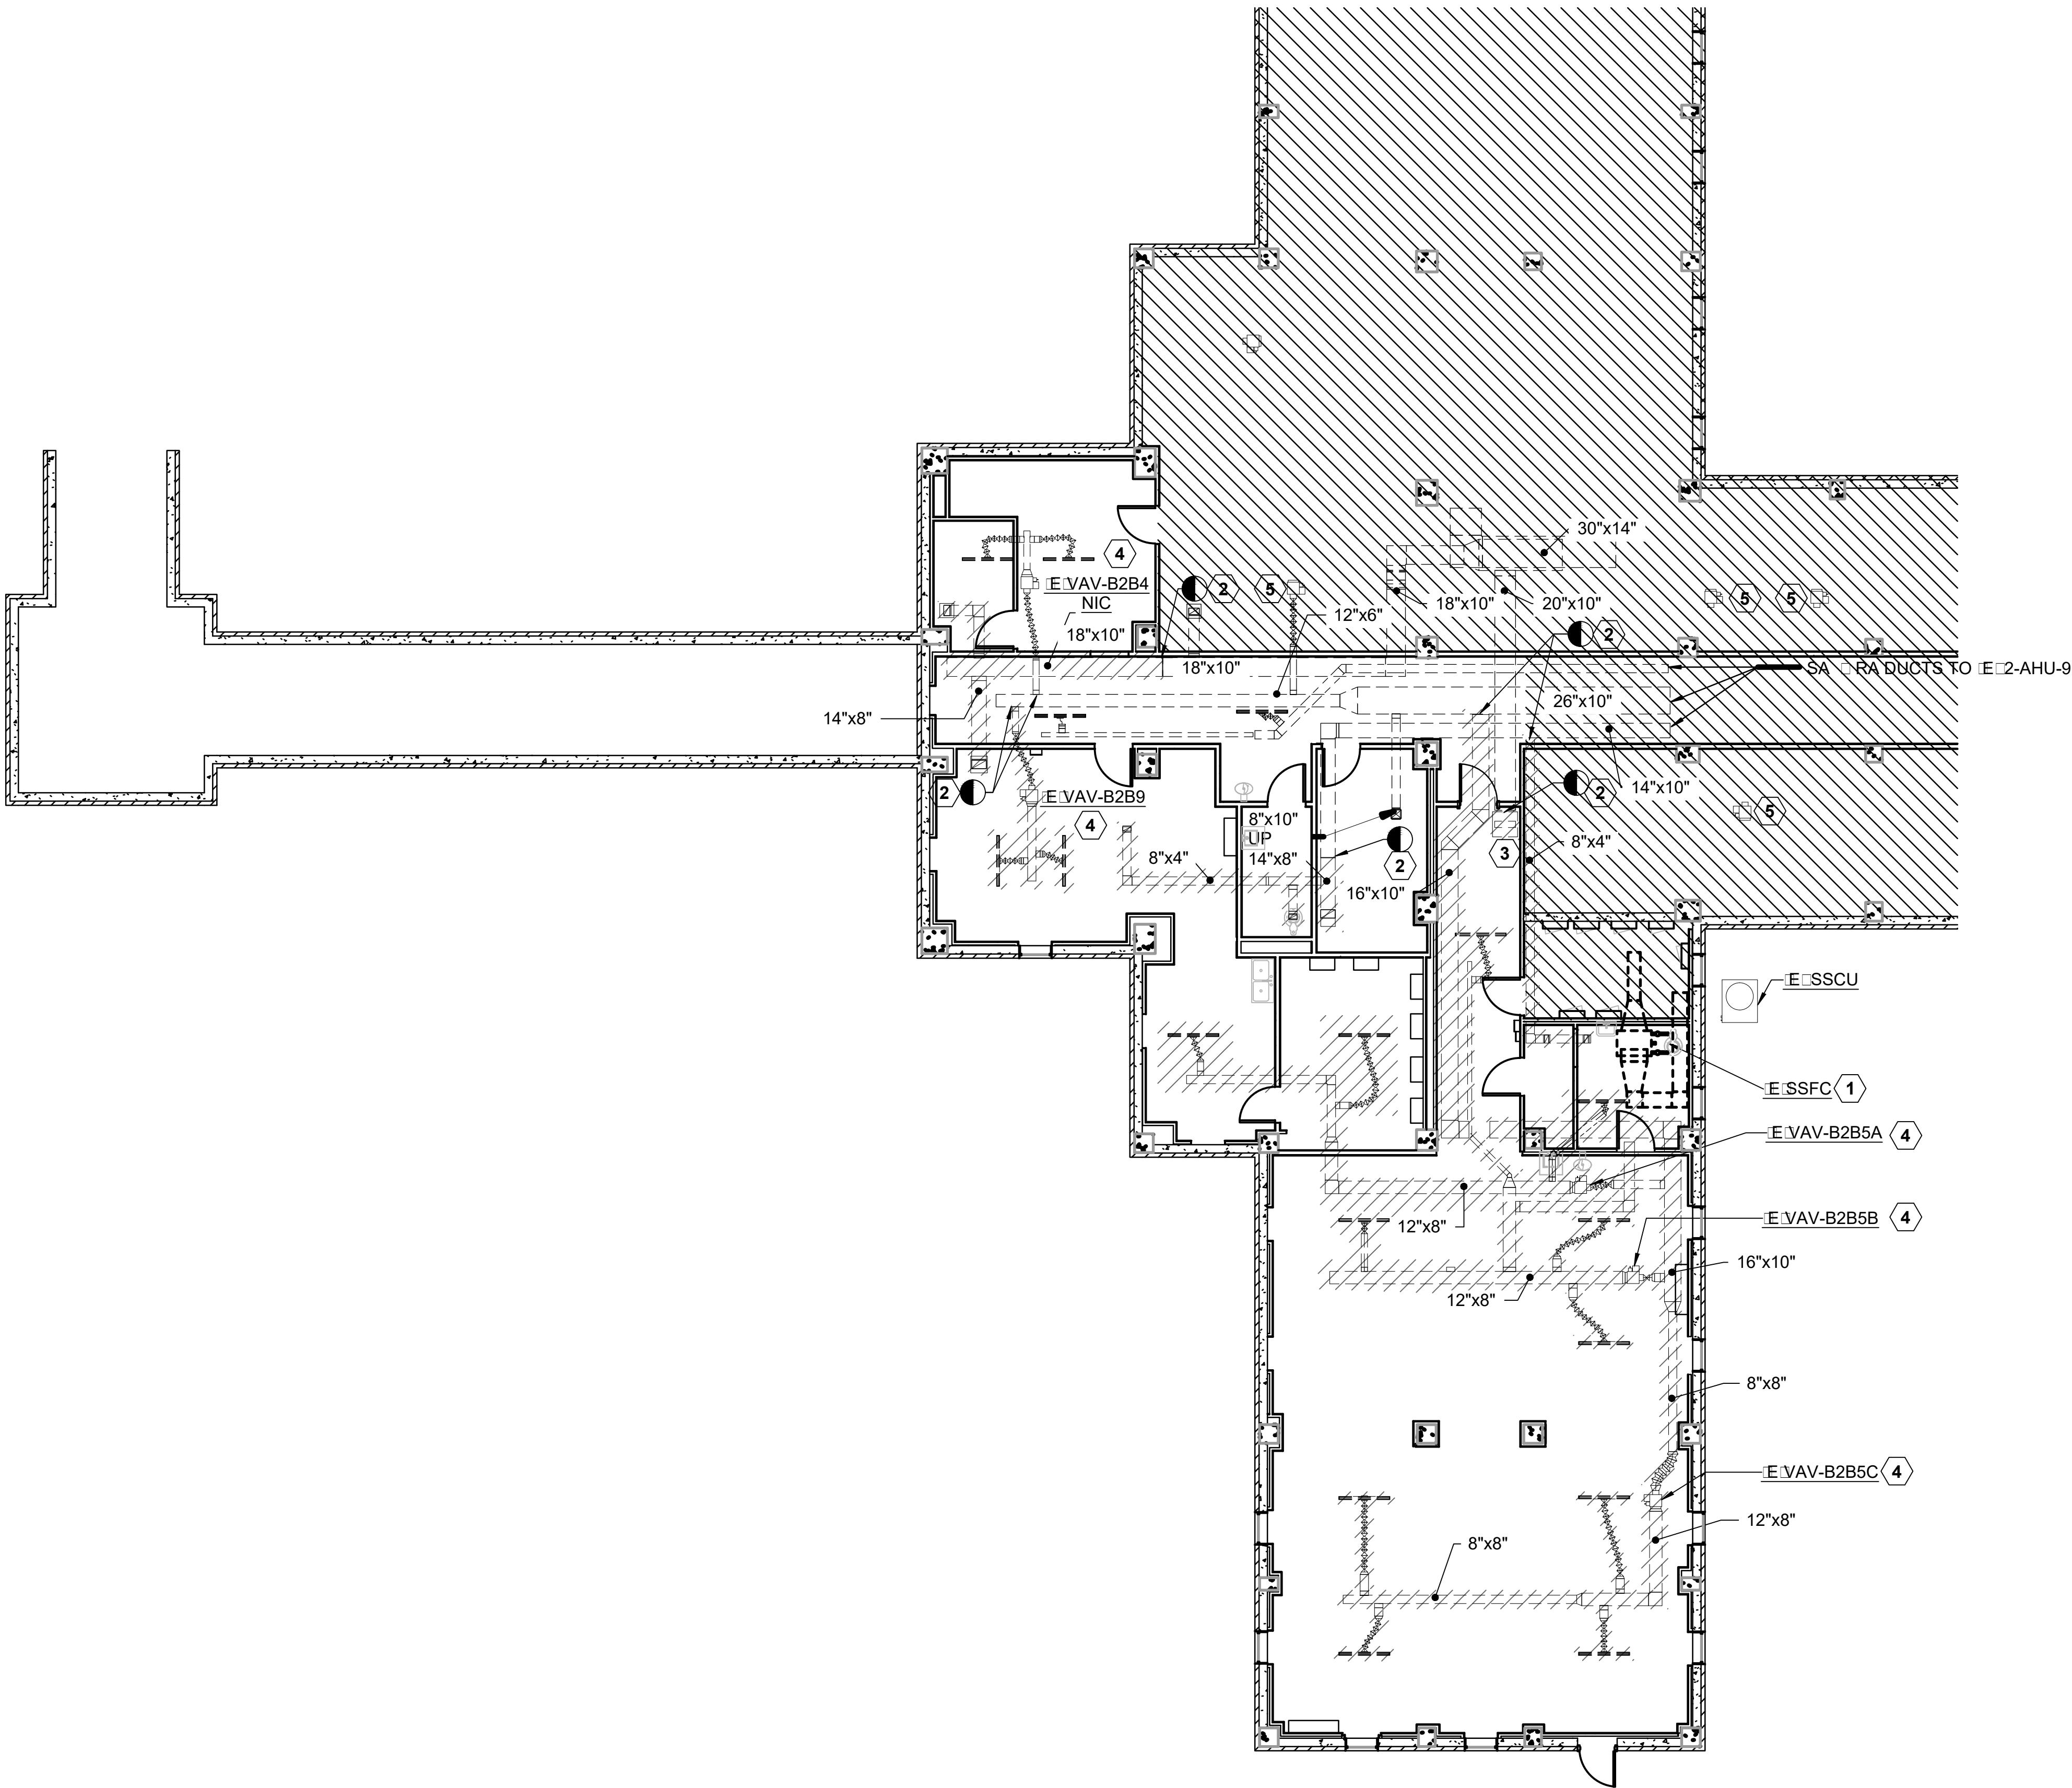 30"x14"
4
E VAV-B2B4
NIC
18"x10"
2
5
12"x6"
18"x10"
20"x10"
5
5
2
18"x10"
SA RA DUCTS TO E 2-AHU-9
14"x8"
26"x10"
2
E VAV-B2B9
4
2
14"x10"
5
8"x10"
UP
14"x8"
8"x4"
2
16"x10"
3
8"x4"
E SSCU
E SSFC
1
E VAV-B2B5A
4
12"x8"
E VAV-B2B5B
4
16"x10"
12"x8"
8"x8"
E VAV-B2B5C
4
12"x8"
8"x8"